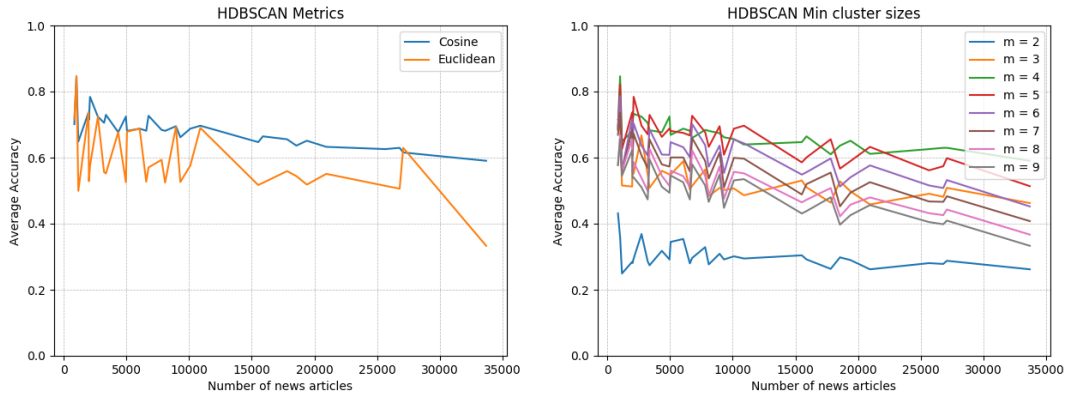 HDBSCAN Metrics
1.0
0.8
0.6
0.4
0.2
0.0
Average Accuracy
0 5000 10000 15000 20000 25000 30000 35000
Number of news articles
Cosine
Euclidean
HDBSCAN Min cluster sizes
1.0
0.8
0.6
0.4
0.2
0.0
Average Accuracy
0 5000 10000 15000 20000 25000 30000 35000
Number of news articles
m = 2
m = 3
m = 4
m = 5
m = 6
m = 7
m = 8
m = 9